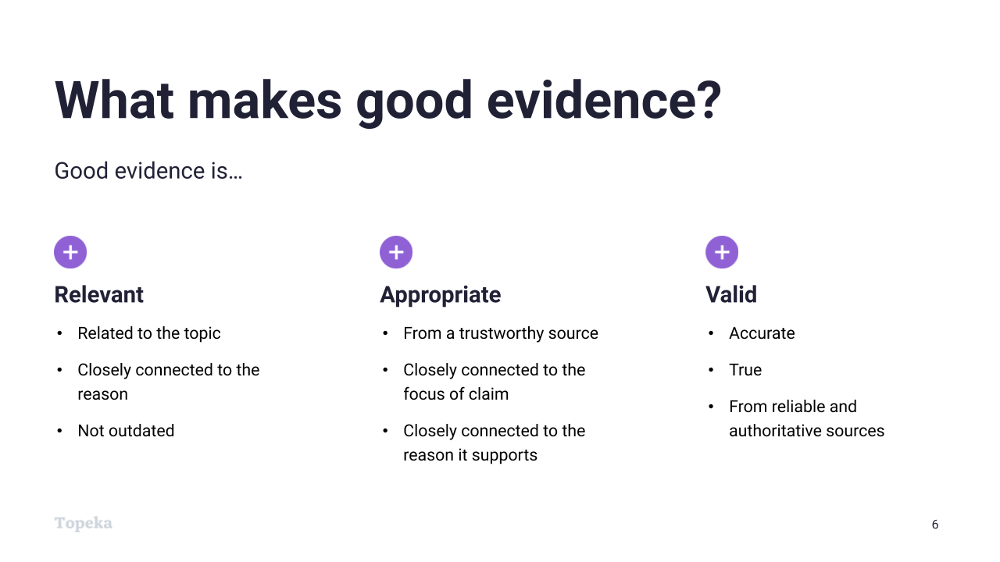 What makes good evidence?
Good evidence is…
Relevant
• Related to the topic
• Closely connected to the
reason
• Not outdated
Appropriate
• From a trustworthy source
• Closely connected to the
focus of claim
• Closely connected to the
reason it supports
Valid
• Accurate
• True
• From reliable and
authoritative sources
Topeka
6